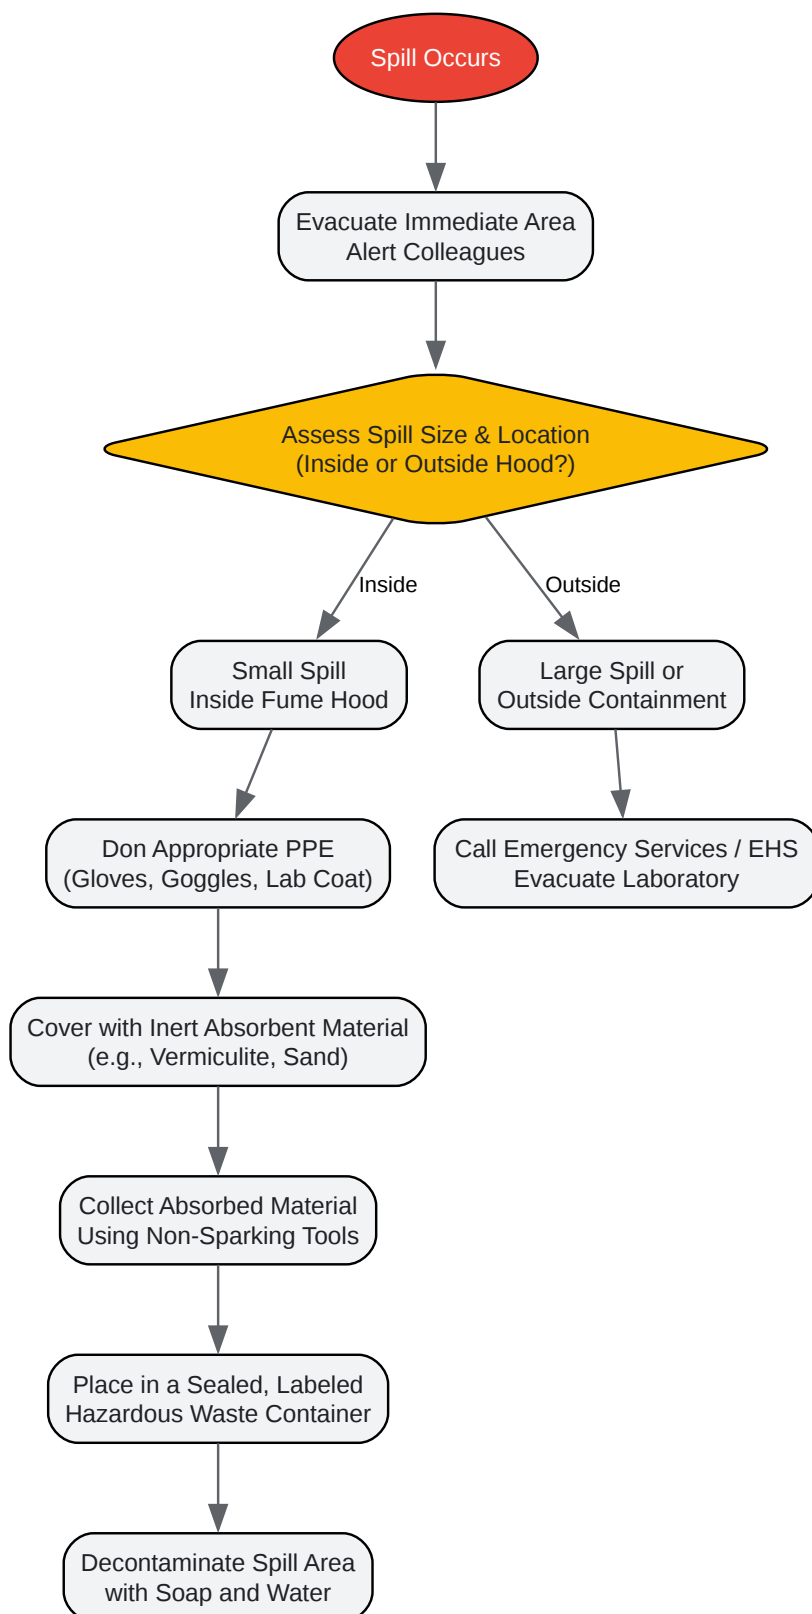 Spill Occurs
Evacuate Immediate Area
Alert Colleagues
Assess Spill Size & Location
(Inside or Outside Hood?)
Inside
Outside
Small Spill
Inside Fume Hood
Large Spill or
Outside Containment
Don Appropriate PPE
(Gloves, Goggles, Lab Coat)
Call Emergency Services / EHS
Evacuate Laboratory
Cover with Inert Absorbent Material
(e.g., Vermiculite, Sand)
Collect Absorbed Material
Using Non-Sparking Tools
Place in a Sealed, Labeled
Hazardous Waste Container
Decontaminate Spill Area
with Soap and Water